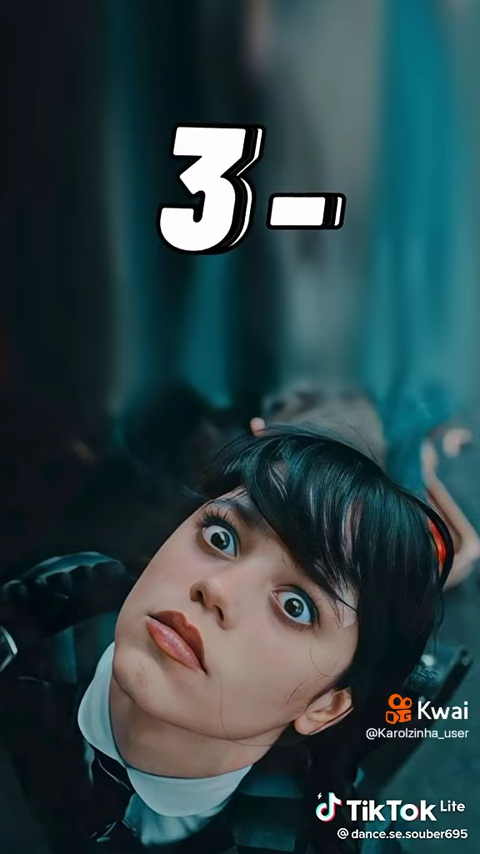 3-
Kwai
@Karolzinha_user
TikTok Lite
@ dance.se.souber695